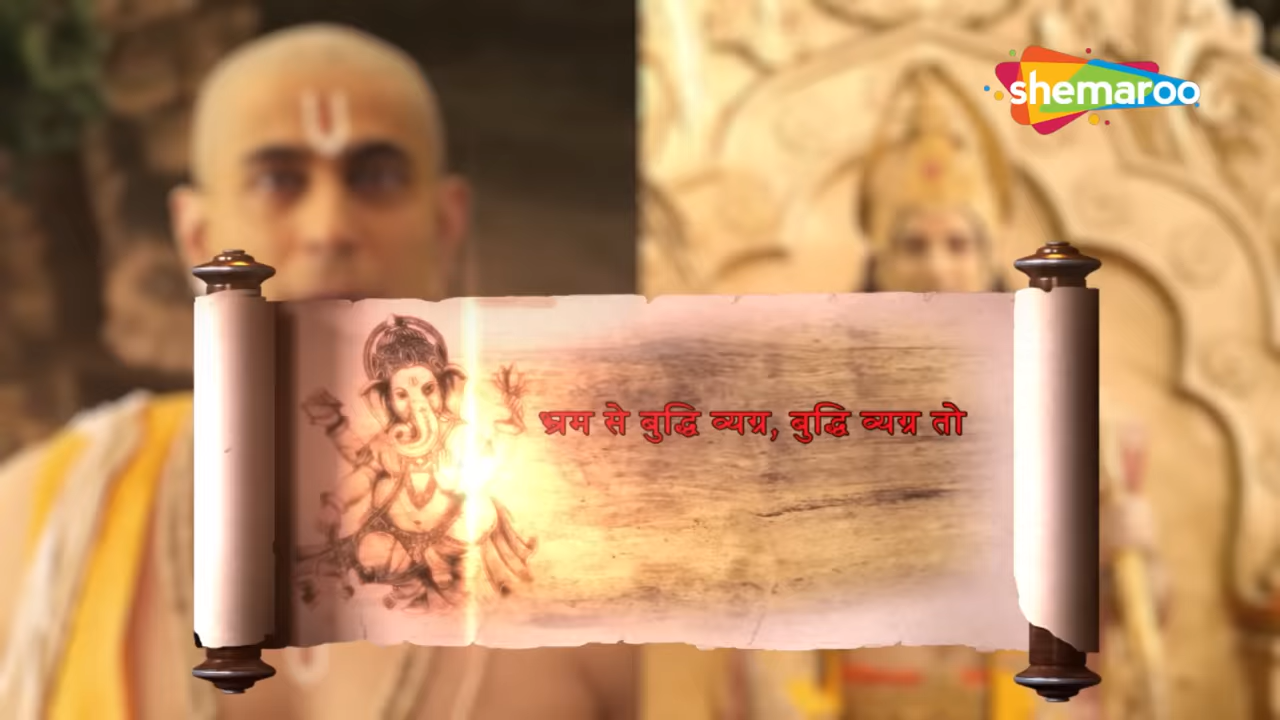 shemaroo
भ्रम से बुद्धि व्यग्र, बुद्धि व्यग्र तो